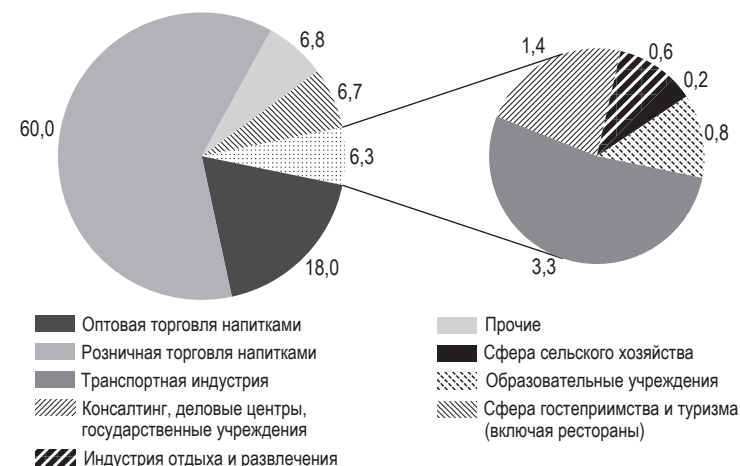 6,8
6,7
60,0
6,3
18,0
1,4
0,6
0,2
0,8
3,3
Оптовая торговля напитками
Розничная торговля напитками
Транспортная индустрия
Консалтинг, деловые центры,
государственные учреждения
Индустрия отдыха и развлечения
Прочие
Сфера сельского хозяйства
Образовательные учреждения
Сфера гостеприимства и туризма
(включая рестораны)